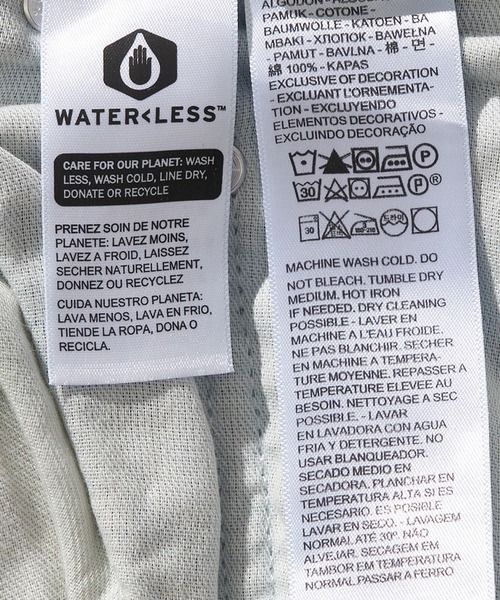 WATER<LESS™
CARE FOR OUR PLANET: WASH
LESS, WASH COLD, LINE DRY,
DONATE OR RECYCLE
PRENEZ SOIN DE NOTRE
PLANETE: LAVEZ MOINS,
LAVEZ A FROID, LAISSEZ
SECHER NATURELLEMENT,
DONNEZ OU RECYCLEZ
CUIDA NUESTRO PLANETA:
LAVA MENOS, LAVA EN FRIO,
TIENDE LA ROPA, DONA O
RECICLA.
PAMUK - COTONE -
BAUMWOLLE - KATOEN - BA
MBAKI - ХЛОПОК - BAWEŁNA
- PAMUT - BAVLNA - 棉 - 면 -
綿 100% - KAPAS
EXCLUSIVE OF DECORATION
- EXCLUANT L'ORNEMENTA-
TION - EXCLUYENDO
ELEMENTOS DECORATIVOS -
EXCLUINDO DECORAÇÃO
P
30 P®
30
MACHINE WASH COLD. DO
NOT BLEACH. TUMBLE DRY
MEDIUM. HOT IRON
IF NEEDED. DRY CLEANING
POSSIBLE - LAVER EN
MACHINE A L'EAU FROIDE.
NE PAS BLANCHIR. SECHER
EN MACHINE A TEMPERA-
TURE MOYENNE. REPASSER A
TEMPERATURE ELEVEE AU
BESOIN. NETTOYAGE A SEC
POSSIBLE. - LAVAR
EN LAVADORA CON AGUA
FRIA Y DETERGENTE. NO
USAR BLANQUEADOR.
SECADO MEDIO EN
SECADORA. PLANCHAR EN
TEMPERATURA ALTA SI ES
NECESARIO. ES POSIBLE
LAVAR EN SECO. - LAVAGEM
NORMAL ATÉ 30º. NÃO
ALVEJAR. SECAGEM EM
TAMBOR EM TEMPERATURA
NORMAL.PASSAR A FERRO